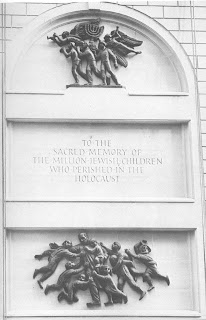 TO THE
SACRED MEMORY OF
THE MILLION JEWISH CHILDREN
WHO PERISHED IN THE
HOLOCAUST